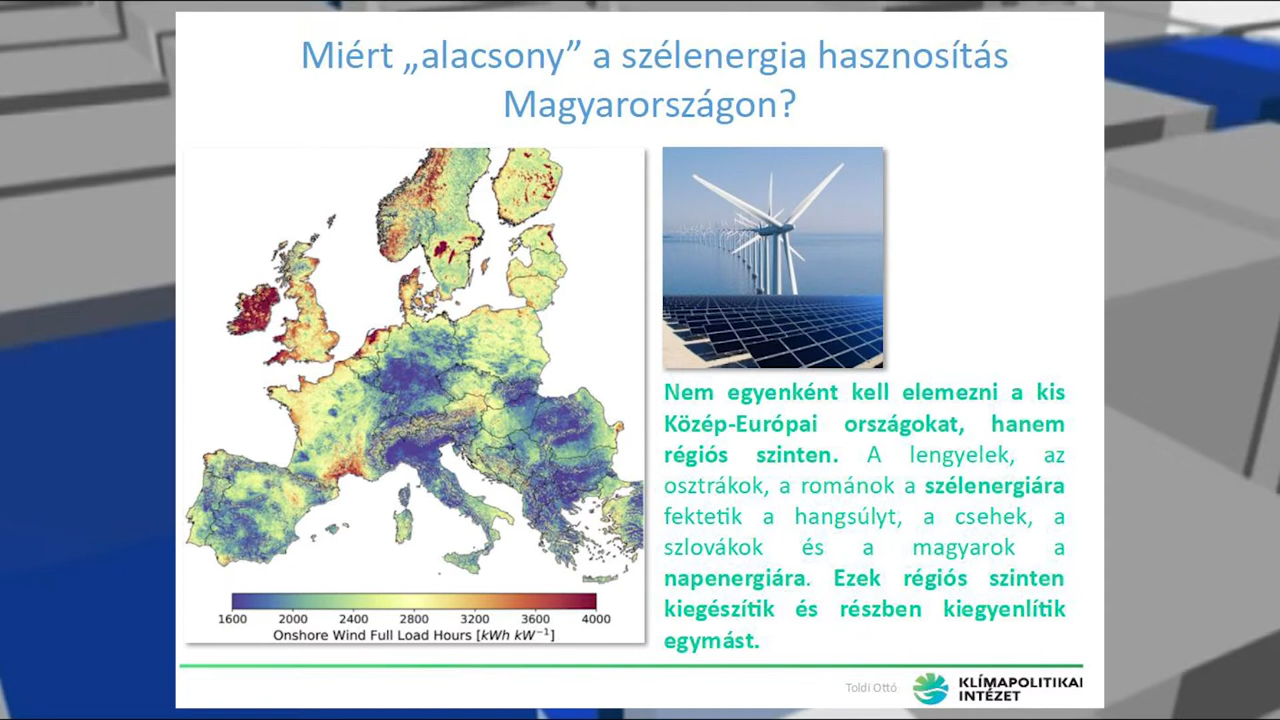 Miért „alacsony” a szélenergia hasznosítás
Magyarországon?
Nem egyenként kell elemezni a kis
Közép-Európai országokat, hanem
régiós szinten. A lengyelek, az
osztrákok, a románok a szélenergiára
fektetik a hangsúlyt, a csehek, a
szlovákok és a magyarok a
napenergiára. Ezek régiós szinten
kiegészítik és részben kiegyenlítik
egymást.
1600 2000 2400 2800 3200 3600 4000
Onshore Wind Full Load Hours [kWh kW⁻¹]
Toldi Ottó
KLÍMAPOLITIKAI
INTÉZET